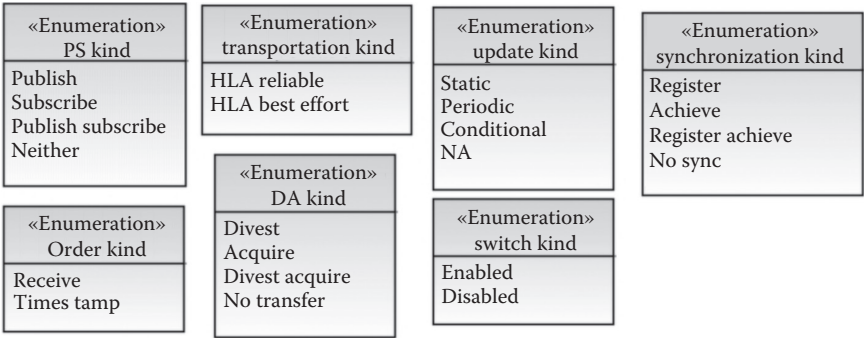 «Enumeration»
PS kind
Publish
Subscribe
Publish subscribe
Neither
«Enumeration»
transportation kind
HLA reliable
HLA best effort
«Enumeration»
update kind
Static
Periodic
Conditional
NA
«Enumeration»
synchronization kind
Register
Achieve
Register achieve
No sync
«Enumeration»
Order kind
Receive
Times tamp
«Enumeration»
DA kind
Divest
Acquire
Divest acquire
No transfer
«Enumeration»
switch kind
Enabled
Disabled